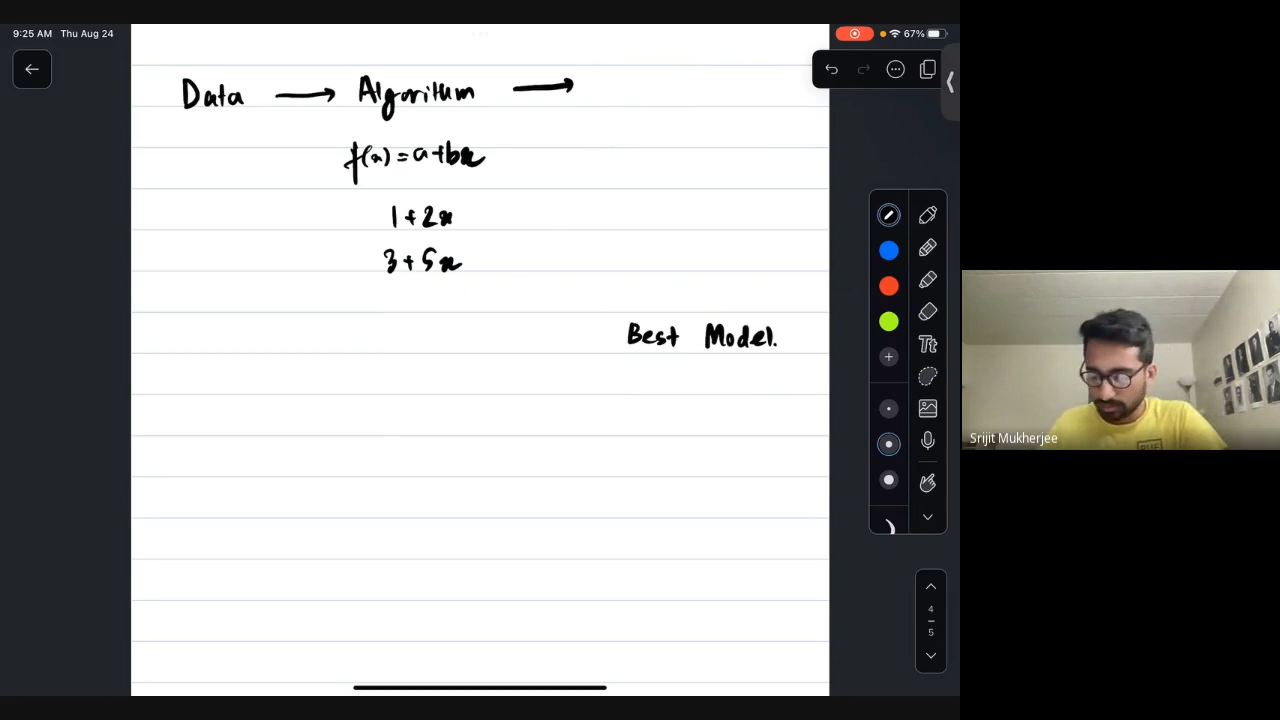 9:25 AM Thu Aug 24
67%
Data → Algorithm →
f(x) = a+bx
1 + 2x
3 + 5x
Best Model.
Tt
4
5
Srijit Mukherjee